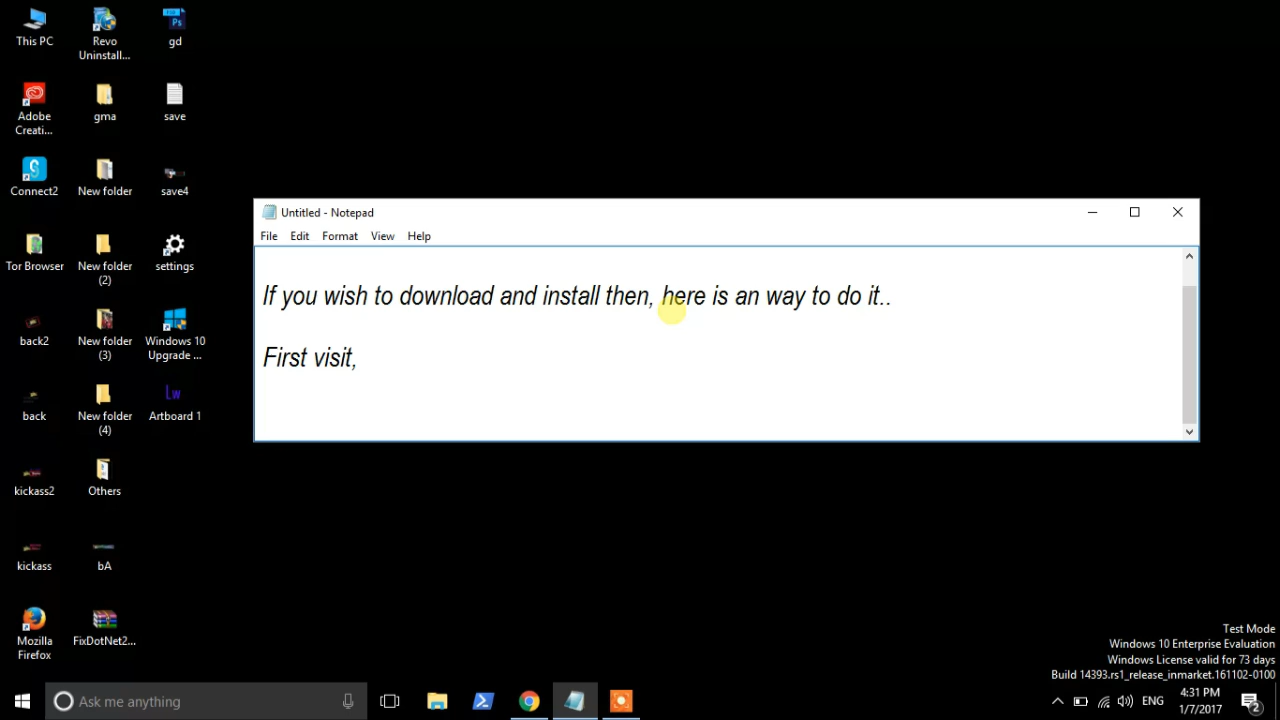 This PC
Revo
Uninstall...
gd
Adobe
Creati...
gma
save
Connect2
New folder
save4
Tor Browser
New folder
(2)
settings
back2
New folder
(3)
Windows 10
Upgrade ...
back
New folder
(4)
Artboard 1
kickass2
Others
kickass
bA
Mozilla
Firefox
FixDotNet2...
Untitled - Notepad
File Edit Format View Help
If you wish to download and install then, here is an way to do it..
First visit,
Test Mode
Windows 10 Enterprise Evaluation
Windows License valid for 73 days
Build 14393.rs1_release_inmarket.161102-0100
Ask me anything
ENG
4:31 PM
1/7/2017
2